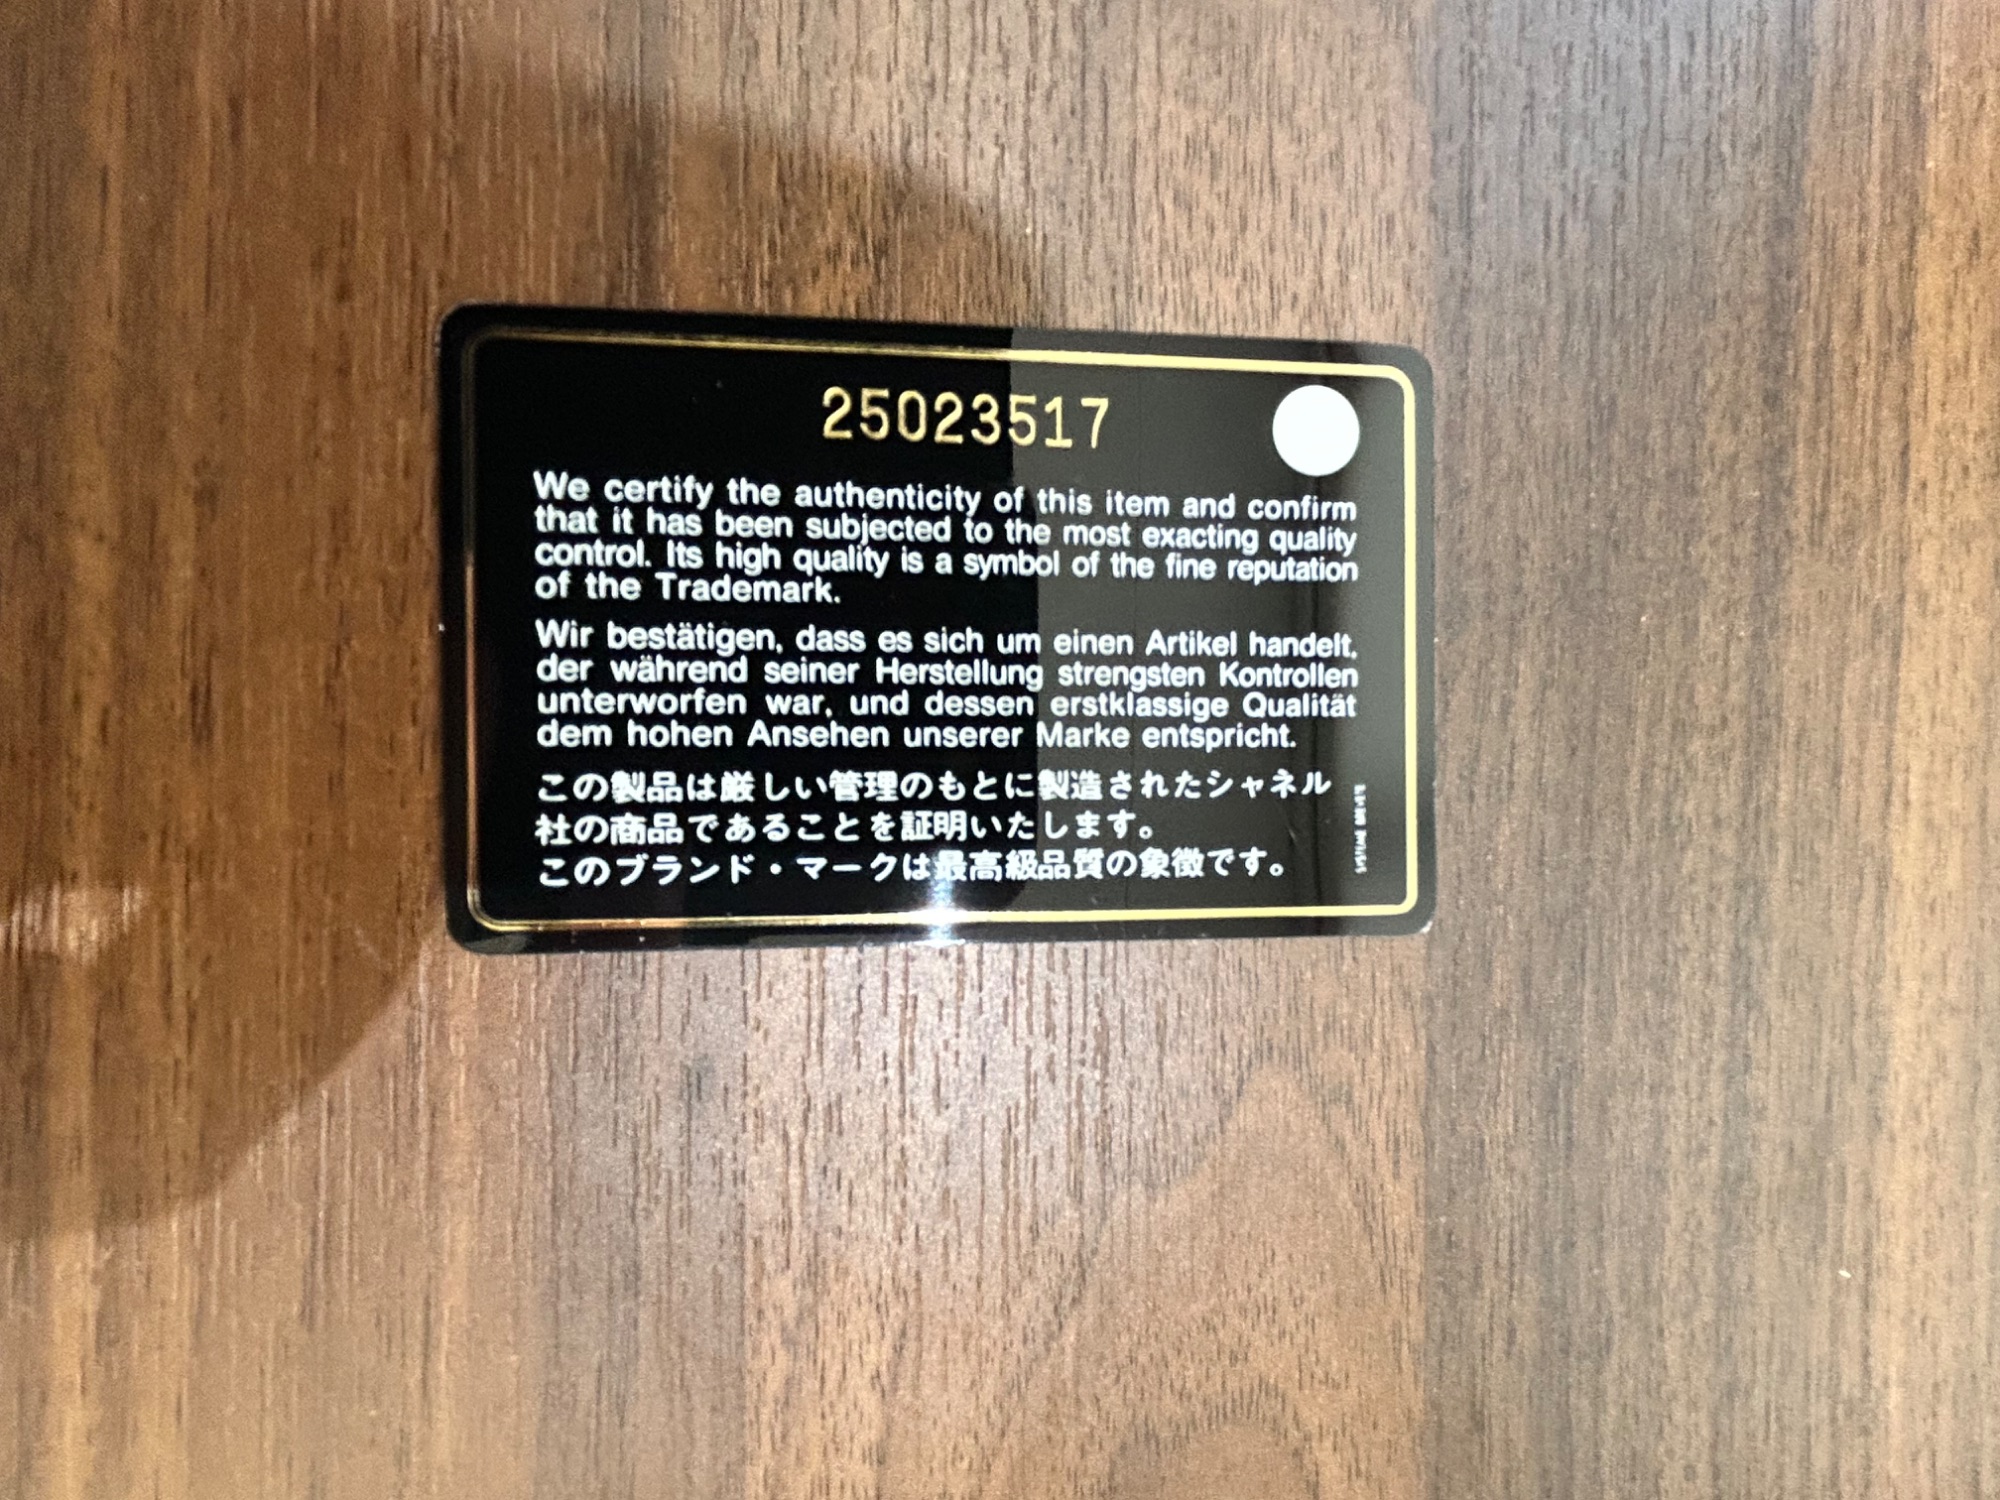 25023517
We certify the authenticity of this item and confirm
that it has been subjected to the most exacting quality
control. Its high quality is a symbol of the fine reputation
of the Trademark.
Wir bestätigen, dass es sich um einen Artikel handelt,
der während seiner Herstellung strengsten Kontrollen
unterworfen war, und dessen erstklassige Qualität
dem hohen Ansehen unserer Marke entspricht.
この製品は厳しい管理のもとに製造されたシャネル
社の商品であることを証明いたします。
このブランド・マークは最高級品質の象徴です。
SYSTEME BREVETE